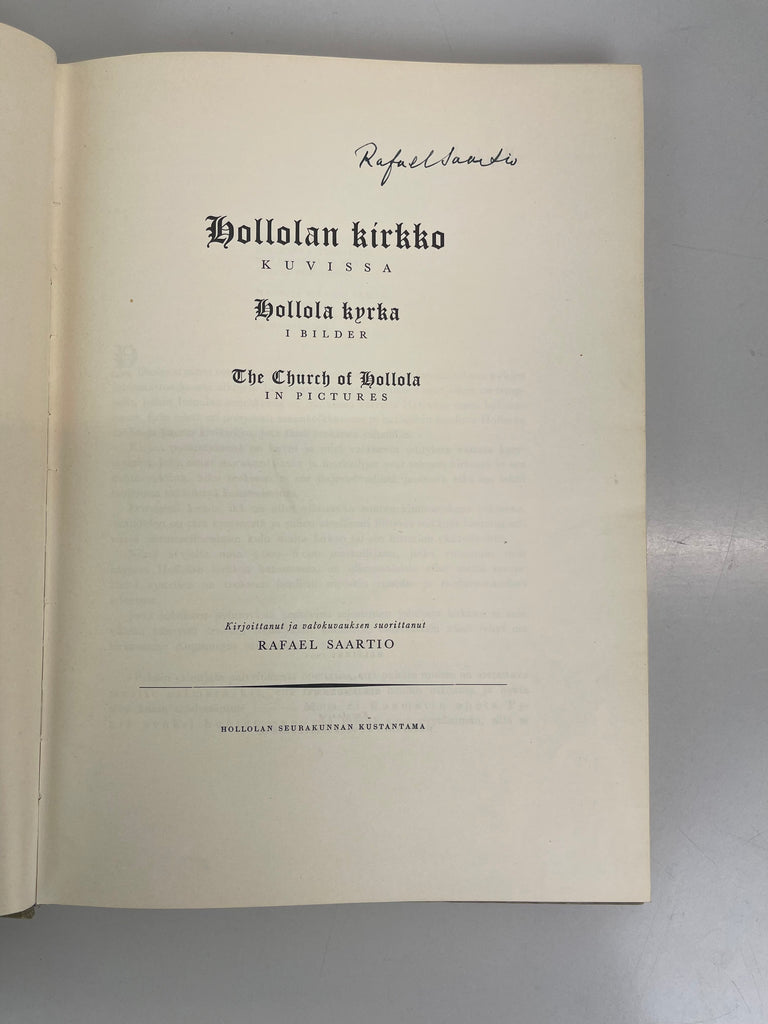 Rafael Saartio
Hollolan kirkko
KUVISSA
Hollola kyrka
I BILDER
The Church of Hollola
IN PICTURES
Kirjoittanut ja valokuvauksen suorittanut
RAFAEL SAARTIO
HOLLOLAN SEURAKUNNAN KUSTANTAMA